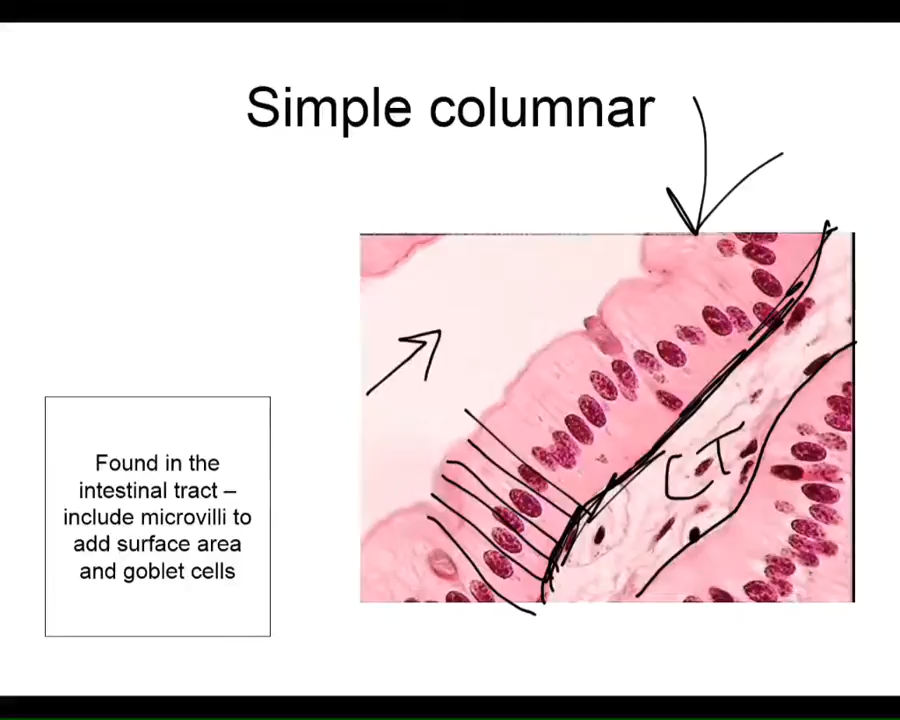 Simple columnar
CT
Found in the
intestinal tract –
include microvilli to
add surface area
and goblet cells